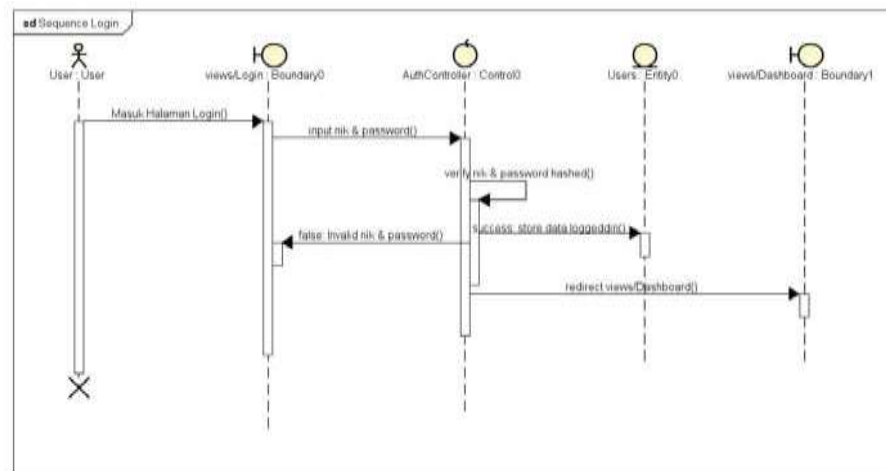 sd Sequence Login
User : User
views/Login : Boundary0
AuthController : Control0
Users : Entity0
views/Dashboard : Boundary1
Masuk Halaman Login()
input nik & password()
verify nik & password hashed()
success: store data loggedin()
false: Invalid nik & password()
redirect views/Dashboard()